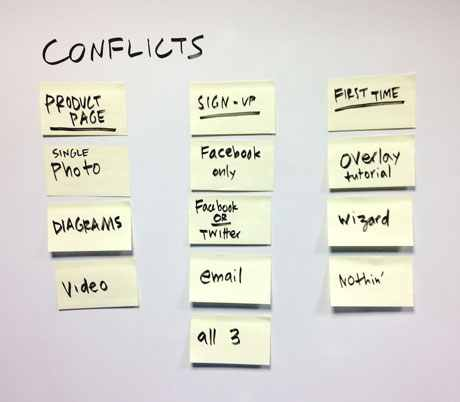 CONFLICTS
PRODUCT
PAGE
SINGLE
Photo
DIAGRAMS
Video
SIGN-UP
Facebook
only
Facebook
OR
Twitter
email
all 3
FIRST TIME
Overlay
tutorial
Wizard
Nothin'